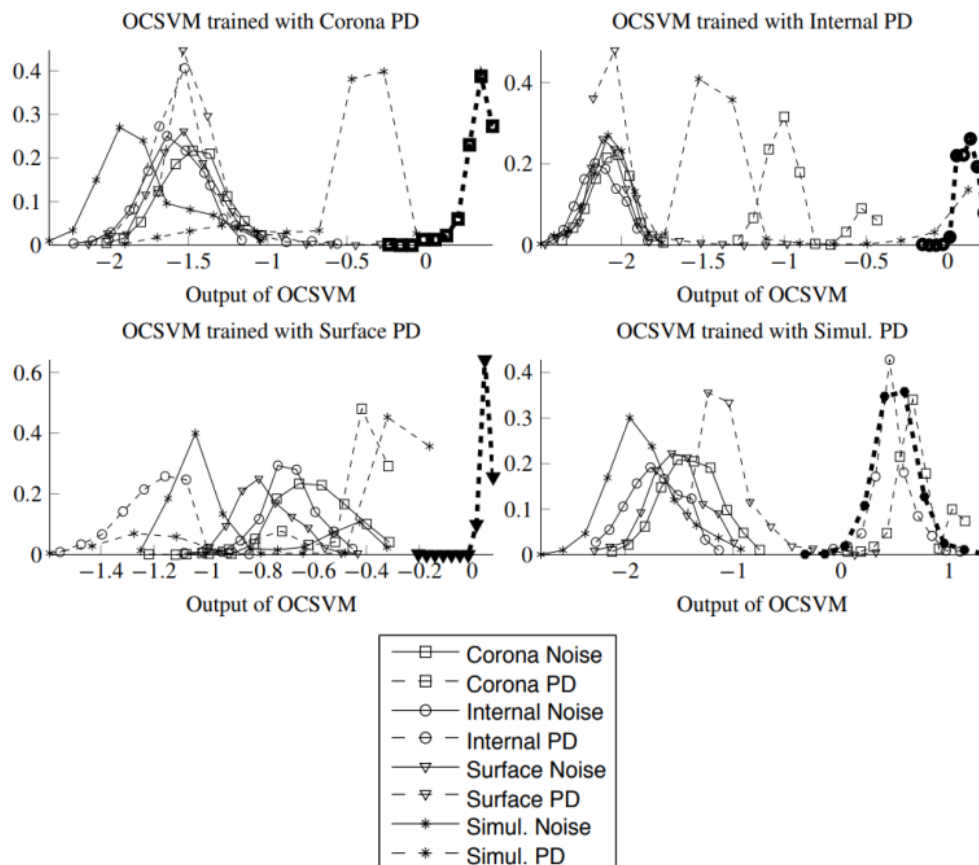 OCSVM trained with Corona PD
OCSVM trained with Internal PD
0.4
0.3
0.2
0.1
0
−2
−1.5
−1
−0.5
0
Output of OCSVM
0.4
0.2
0
−2
−1.5
−1
−0.5
0
Output of OCSVM
OCSVM trained with Surface PD
OCSVM trained with Simul. PD
0.6
0.4
0.2
0
−1.4
−1.2
−1
−0.8
−0.6
−0.4
−0.2
0
Output of OCSVM
0.4
0.3
0.2
0.1
0
−2
−1
0
1
Output of OCSVM
Corona Noise
Corona PD
Internal Noise
Internal PD
Surface Noise
Surface PD
Simul. Noise
Simul. PD